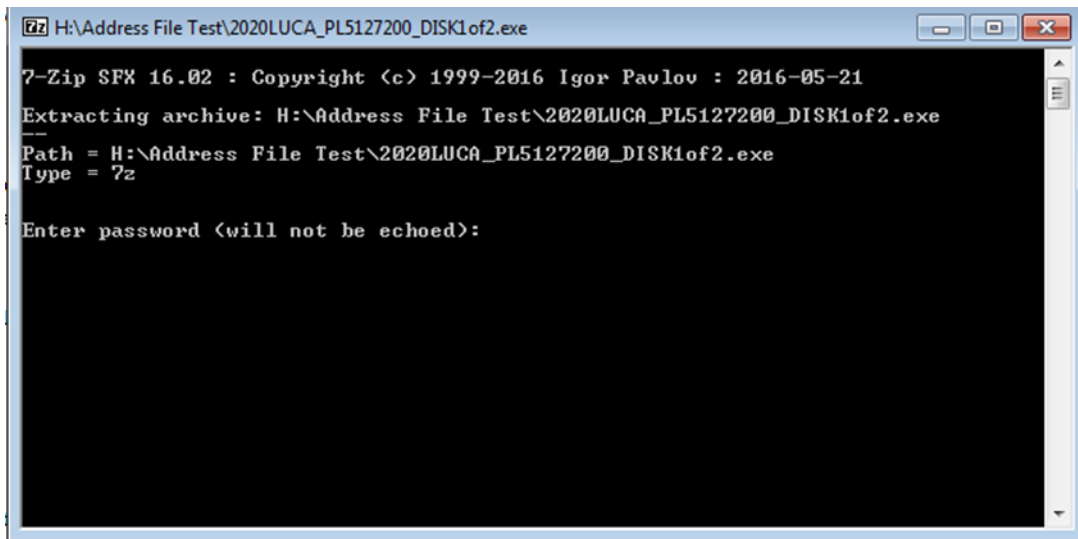 7z H:\Address File Test\2020LUCA_PL5127200_DISK1of2.exe
7-Zip SFX 16.02 : Copyright (c) 1999-2016 Igor Pavlov : 2016-05-21
Extracting archive: H:\Address File Test\2020LUCA_PL5127200_DISK1of2.exe
--
Path = H:\Address File Test\2020LUCA_PL5127200_DISK1of2.exe
Type = 7z
Enter password (will not be echoed):